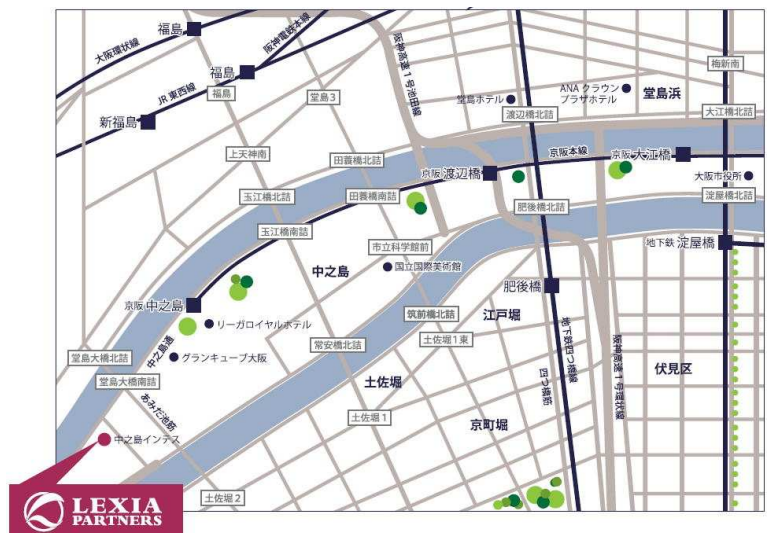 福島
大阪環状線
阪神電鉄本線
福島
JR 東西線
福島
新福島
堂島3
阪神高速1号池田線
梅新南
ANA クラウン
プラザホテル
堂島浜
堂島ホテル
渡辺橋北詰
大江橋北詰
上天神南
田蓑橋北詰
京阪本線
京阪 大江橋
京阪 渡辺橋
大阪市役所
玉江橋北詰
田蓑橋南詰
淀屋橋北詰
肥後橋北詰
玉江橋南詰
市立科学館前
地下鉄 淀屋橋
中之島
国立国際美術館
肥後橋
京阪 中之島
リーガロイヤルホテル
筑前橋北詰
江戸堀
土佐堀1東
常安橋北詰
中之島通
堂島大橋北詰
グランキューブ大阪
地下鉄四つ橋線
阪神高速1号環状線
伏見区
堂島大橋南詰
土佐堀
四つ橋筋
あみだ池筋
土佐堀1
京町堀
中之島インテス
土佐堀2
LEXIA
PARTNERS